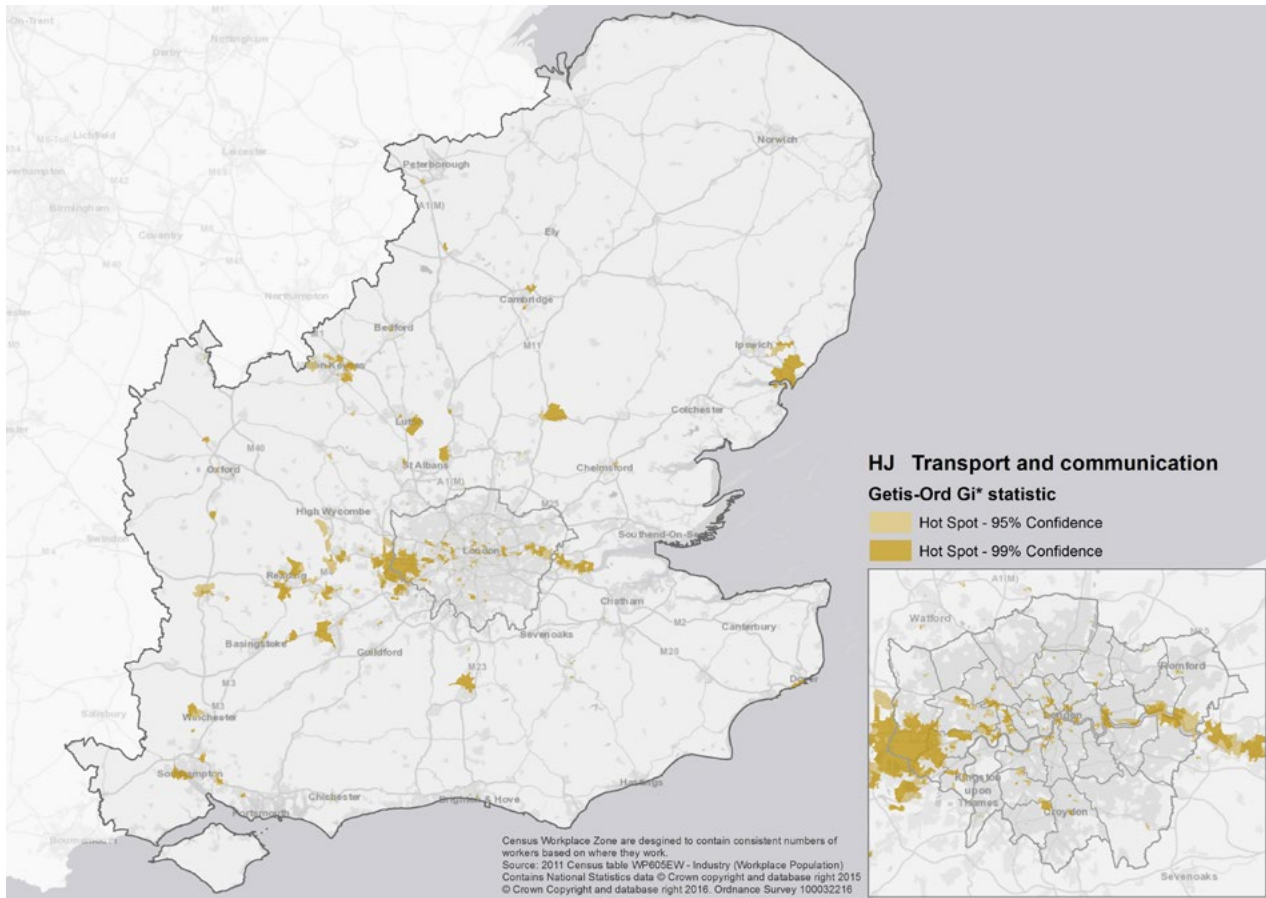 Nottingham
Derby
Lichfield
Leicester
Peterborough
Norwich
A1(M)
Birmingham
Coventry
Ely
Northampton
Cambridge
Bedford
M11
Ipswich
Colchester
M40
St Albans
Chelmsford
Oxford
A1(M)
High Wycombe
M25
Southend-On-Sea
Swindon
London
Reading
Chatham
M2
Sevenoaks
Canterbury
Basingstoke
Guildford
M23
M20
M3
Dover
Salisbury
M3
Winchester
Southampton
Hastings
Chichester
Brighton & Hove
Portsmouth
HJ Transport and communication
Getis-Ord Gi* statistic
Hot Spot - 95% Confidence
Hot Spot - 99% Confidence
A1(M)
Watford
Romford
London
Kingston
upon
Thames
Croydon
Sevenoaks
Census Workplace Zone are desgined to contain consistent numbers of
workers based on where they work.
Source: 2011 Census table WP605EW - Industry (Workplace Population)
Contains National Statistics data © Crown copyright and database right 2015
© Crown Copyright and database right 2016. Ordnance Survey 100032216